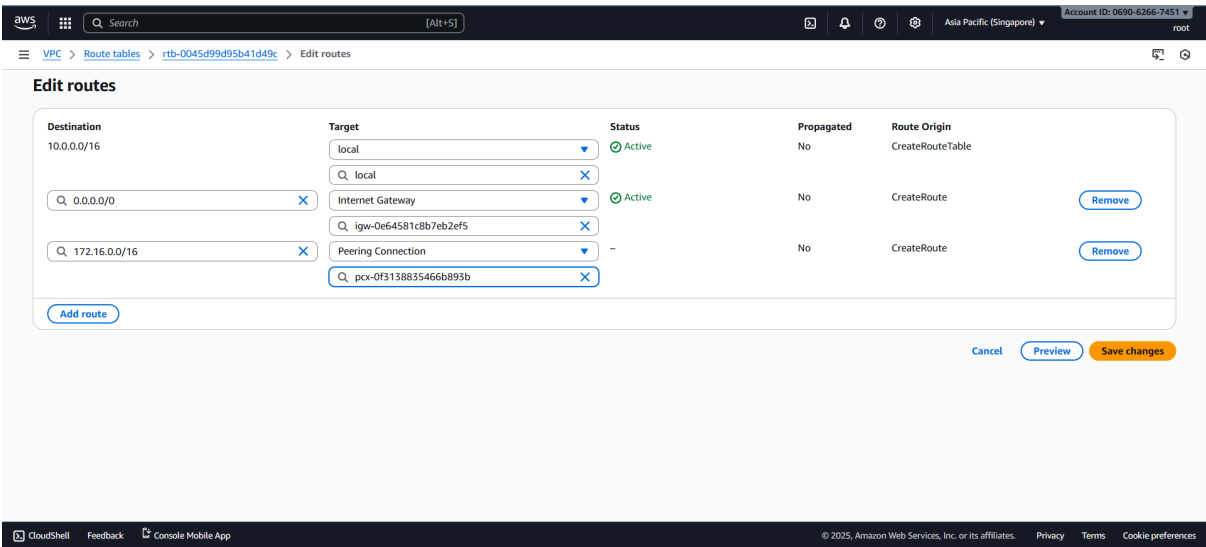 aws
Search
[Alt+S]
Asia Pacific (Singapore)
Account ID: 0690-6266-7451
root
VPC > Route tables > rtb-0045d99d95b41d49c > Edit routes
Edit routes
Destination Target Status Propagated Route Origin
10.0.0.0/16 local Active No CreateRouteTable
local
0.0.0.0/0 Internet Gateway Active No CreateRoute Remove
igw-0e64581c8b7eb2ef5
172.16.0.0/16 Peering Connection – No CreateRoute Remove
pcx-0f3138835466b893b
Add route
Cancel Preview Save changes
CloudShell Feedback Console Mobile App © 2025, Amazon Web Services, Inc. or its affiliates. Privacy Terms Cookie preferences